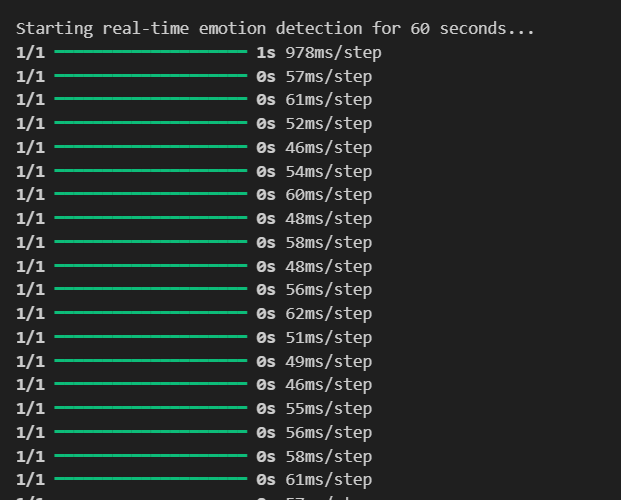 Starting real-time emotion detection for 60 seconds...
1/1 ━━━━━━━━━━━━━━━━━━━━ 1s 978ms/step
1/1 ━━━━━━━━━━━━━━━━━━━━ 0s 57ms/step
1/1 ━━━━━━━━━━━━━━━━━━━━ 0s 61ms/step
1/1 ━━━━━━━━━━━━━━━━━━━━ 0s 52ms/step
1/1 ━━━━━━━━━━━━━━━━━━━━ 0s 46ms/step
1/1 ━━━━━━━━━━━━━━━━━━━━ 0s 54ms/step
1/1 ━━━━━━━━━━━━━━━━━━━━ 0s 60ms/step
1/1 ━━━━━━━━━━━━━━━━━━━━ 0s 48ms/step
1/1 ━━━━━━━━━━━━━━━━━━━━ 0s 58ms/step
1/1 ━━━━━━━━━━━━━━━━━━━━ 0s 48ms/step
1/1 ━━━━━━━━━━━━━━━━━━━━ 0s 56ms/step
1/1 ━━━━━━━━━━━━━━━━━━━━ 0s 62ms/step
1/1 ━━━━━━━━━━━━━━━━━━━━ 0s 51ms/step
1/1 ━━━━━━━━━━━━━━━━━━━━ 0s 49ms/step
1/1 ━━━━━━━━━━━━━━━━━━━━ 0s 46ms/step
1/1 ━━━━━━━━━━━━━━━━━━━━ 0s 55ms/step
1/1 ━━━━━━━━━━━━━━━━━━━━ 0s 56ms/step
1/1 ━━━━━━━━━━━━━━━━━━━━ 0s 58ms/step
1/1 ━━━━━━━━━━━━━━━━━━━━ 0s 61ms/step